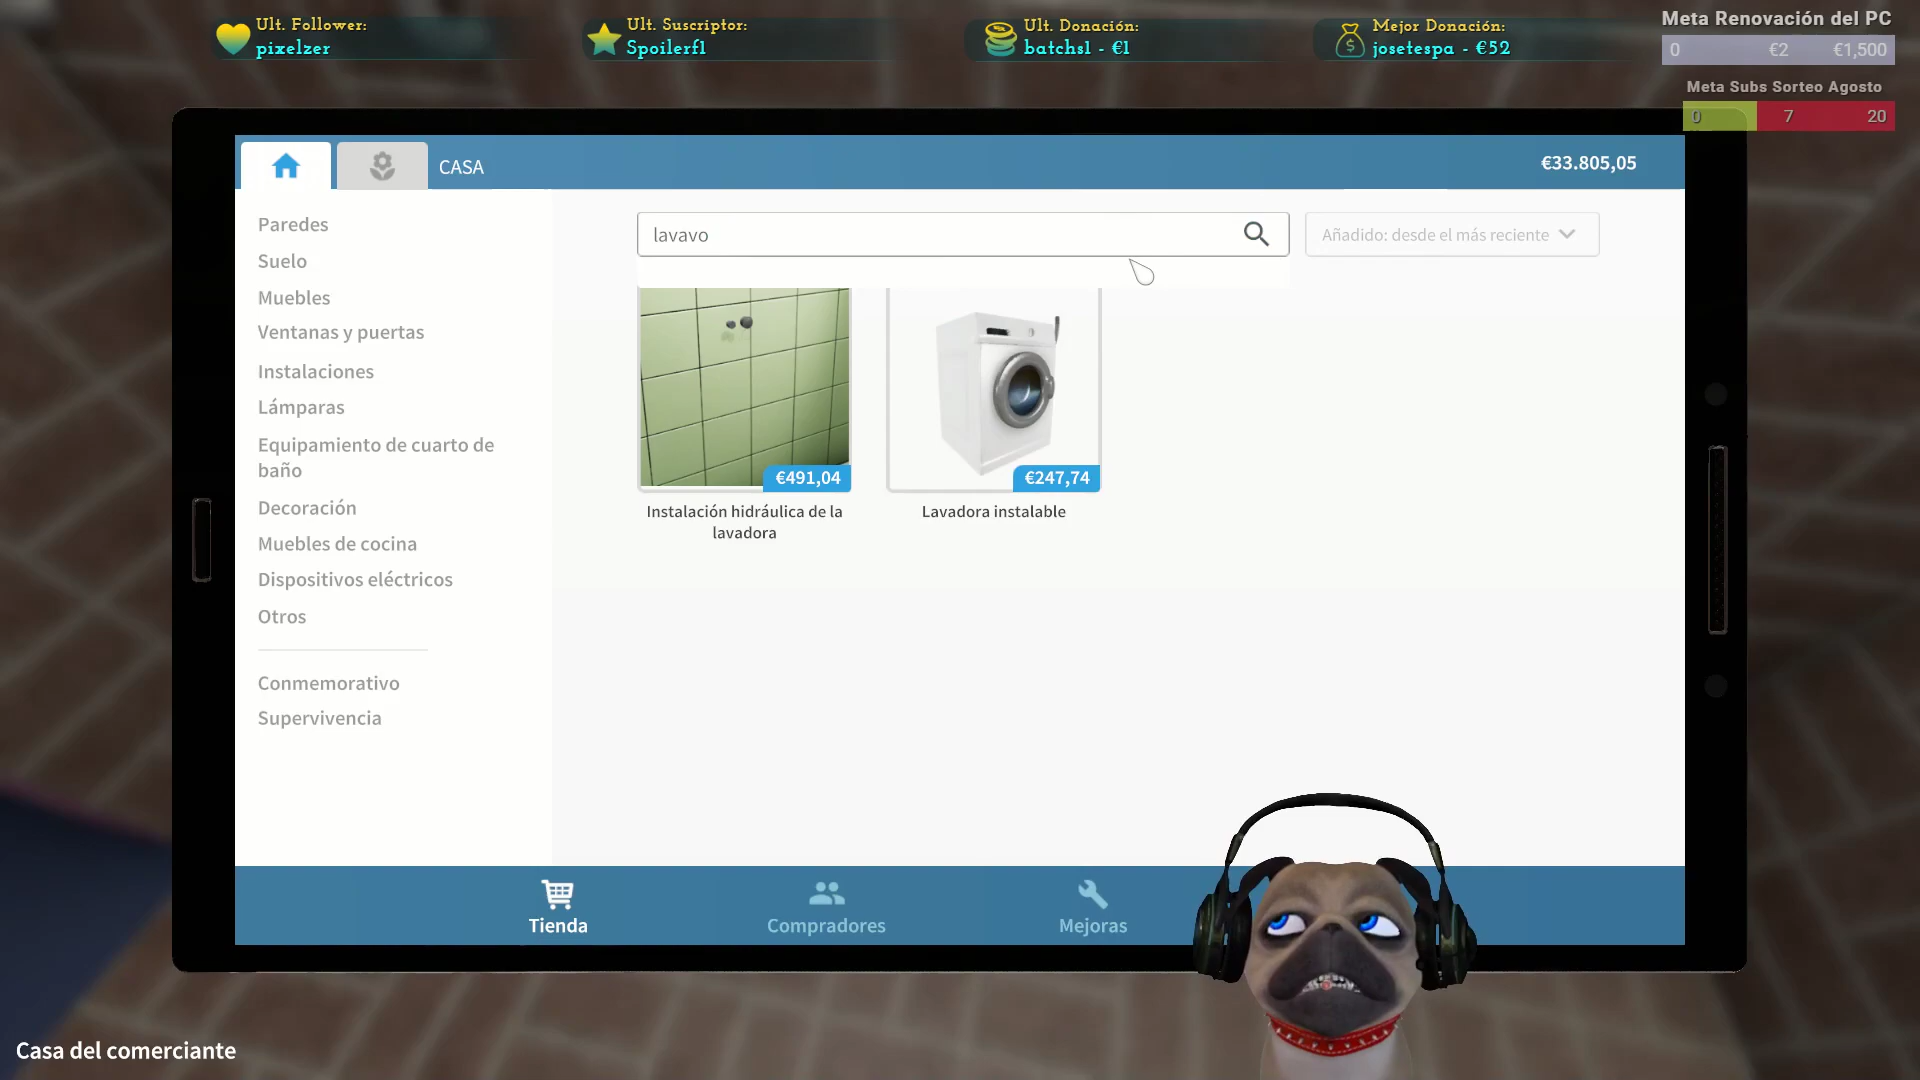 Ult. Follower:
pixelzer
Ult. Suscriptor:
Spoilerfl
Ult. Donación:
batchsl - €1
Mejor Donación:
josetespa - €52
Meta Renovación del PC
0 €2 €1,500
Meta Subs Sorteo Agosto
0 7 20
CASA
€33.805,05
Paredes
Suelo
Muebles
Ventanas y puertas
Instalaciones
Lámparas
Equipamiento de cuarto de
baño
Decoración
Muebles de cocina
Dispositivos eléctricos
Otros
Conmemorativo
Supervivencia
lavavo
Añadido: desde el más reciente
€491,04
Instalación hidráulica de la
lavadora
€247,74
Lavadora instalable
Tienda
Compradores
Mejoras
Casa del comerciante